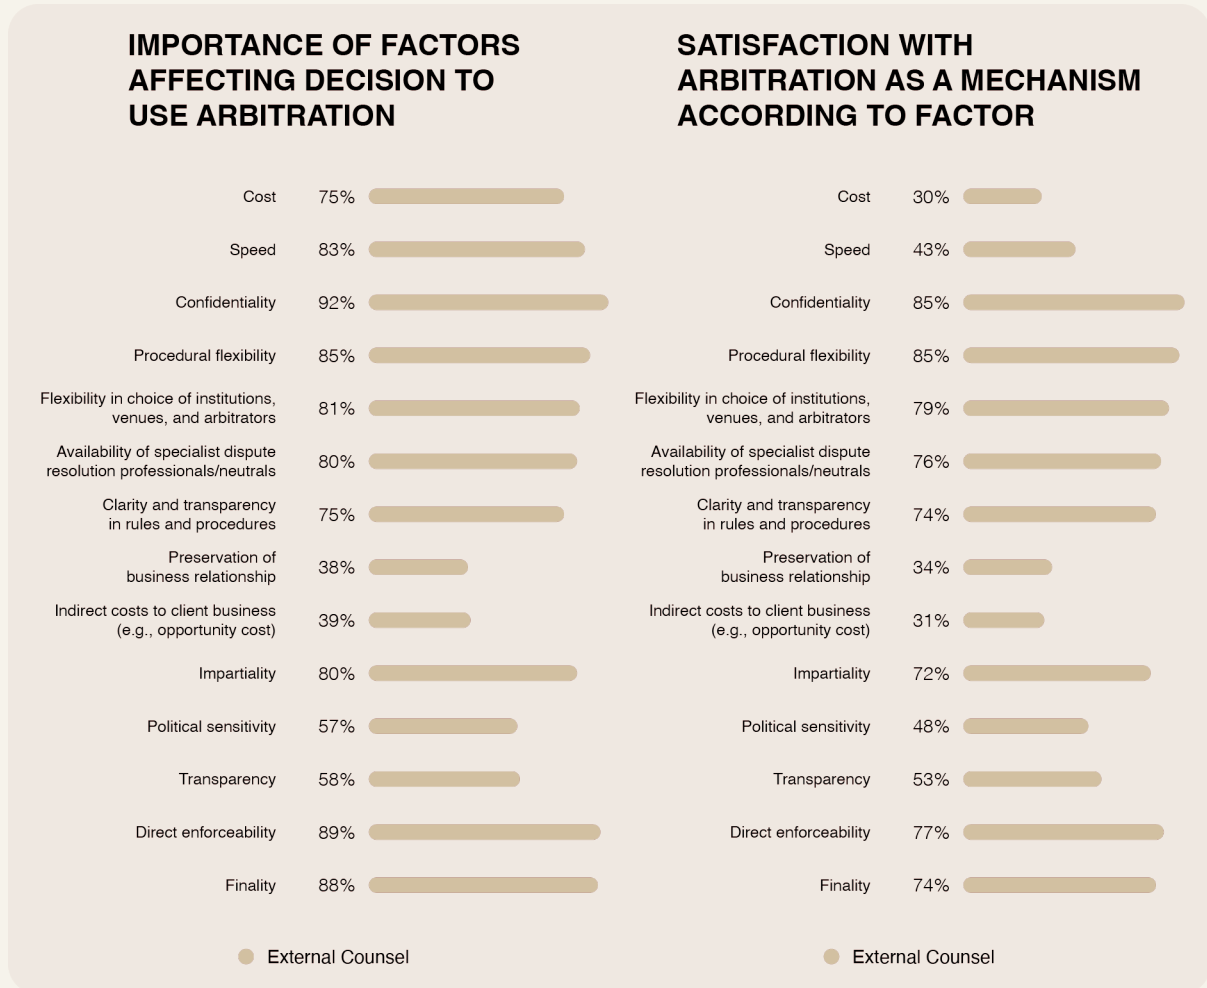 IMPORTANCE OF FACTORS
AFFECTING DECISION TO
USE ARBITRATION
Cost 75%
Speed 83%
Confidentiality 92%
Procedural flexibility 85%
Flexibility in choice of institutions,
venues, and arbitrators 81%
Availability of specialist dispute
resolution professionals/neutrals 80%
Clarity and transparency
in rules and procedures 75%
Preservation of
business relationship 38%
Indirect costs to client business
(e.g., opportunity cost) 39%
Impartiality 80%
Political sensitivity 57%
Transparency 58%
Direct enforceability 89%
Finality 88%
External Counsel
SATISFACTION WITH
ARBITRATION AS A MECHANISM
ACCORDING TO FACTOR
Cost 30%
Speed 43%
Confidentiality 85%
Procedural flexibility 85%
Flexibility in choice of institutions,
venues, and arbitrators 79%
Availability of specialist dispute
resolution professionals/neutrals 76%
Clarity and transparency
in rules and procedures 74%
Preservation of
business relationship 34%
Indirect costs to client business
(e.g., opportunity cost) 31%
Impartiality 72%
Political sensitivity 48%
Transparency 53%
Direct enforceability 77%
Finality 74%
External Counsel